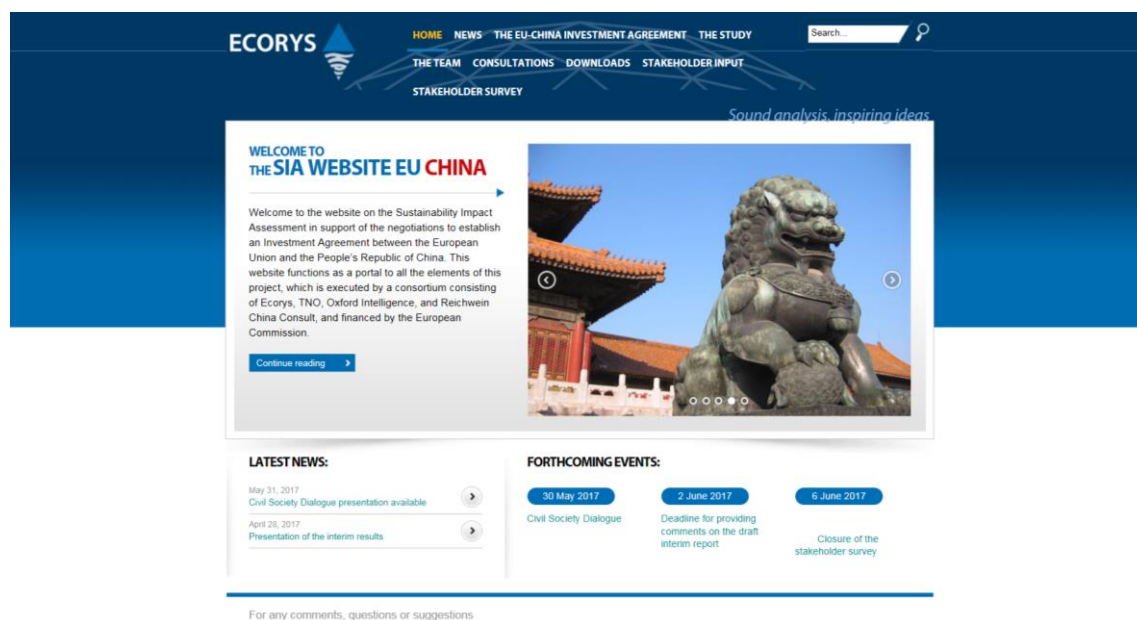 ECORYS
HOME NEWS THE EU-CHINA INVESTMENT AGREEMENT THE STUDY
THE TEAM CONSULTATIONS DOWNLOADS STAKEHOLDER INPUT
STAKEHOLDER SURVEY
Search...
Sound analysis, inspiring ideas
WELCOME TO
THE SIA WEBSITE EU CHINA
Welcome to the website on the Sustainability Impact
Assessment in support of the negotiations to establish
an Investment Agreement between the European
Union and the People's Republic of China. This
website functions as a portal to all the elements of this
project, which is executed by a consortium consisting
of Ecorys, TNO, Oxford Intelligence, and Reichwein
China Consult, and financed by the European
Commission.
Continue reading
LATEST NEWS:
May 31, 2017
Civil Society Dialogue presentation available
April 28, 2017
Presentation of the interim results
FORTHCOMING EVENTS:
30 May 2017
Civil Society Dialogue
2 June 2017
Deadline for providing
comments on the draft
interim report
6 June 2017
Closure of the
stakeholder survey
For any comments, questions or suggestions